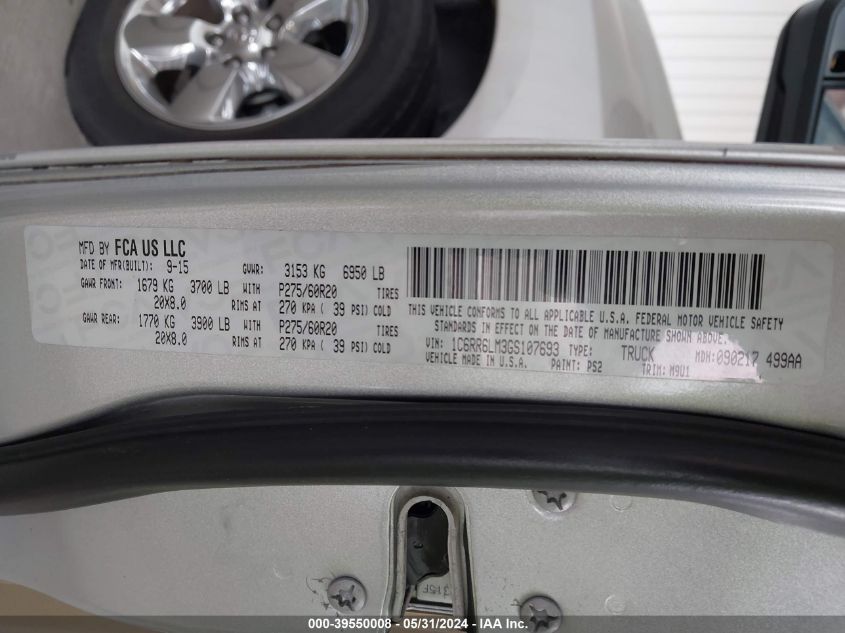 MFD BY FCA US LLC
DATE OF MFR(BUILT): 9-15 GVWR: 3153 KG 6950 LB
GAWR FRONT: 1679 KG 3700 LB WITH P275/60R20 TIRES
20X8.0 RIMS AT 270 KPA ( 39 PSI) COLD
GAWR REAR: 1770 KG 3900 LB WITH P275/60R20 TIRES
20X8.0 RIMS AT 270 KPA ( 39 PSI) COLD
THIS VEHICLE CONFORMS TO ALL APPLICABLE U.S.A. FEDERAL MOTOR VEHICLE SAFETY
STANDARDS IN EFFECT ON THE DATE OF MANUFACTURE SHOWN ABOVE.
VIN: 1C6RR6LM3GS107693 TYPE: TRUCK MDH: 090217 499AA
VEHICLE MADE IN U.S.A. PAINT: PS2 TRIM: M9U1
315F
000-39550008 - 05/31/2024 - IAA Inc.